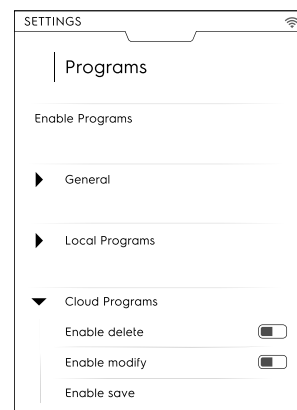 SETTINGS
Programs
Enable Programs
General
Local Programs
Cloud Programs
Enable delete
Enable modify
Enable save